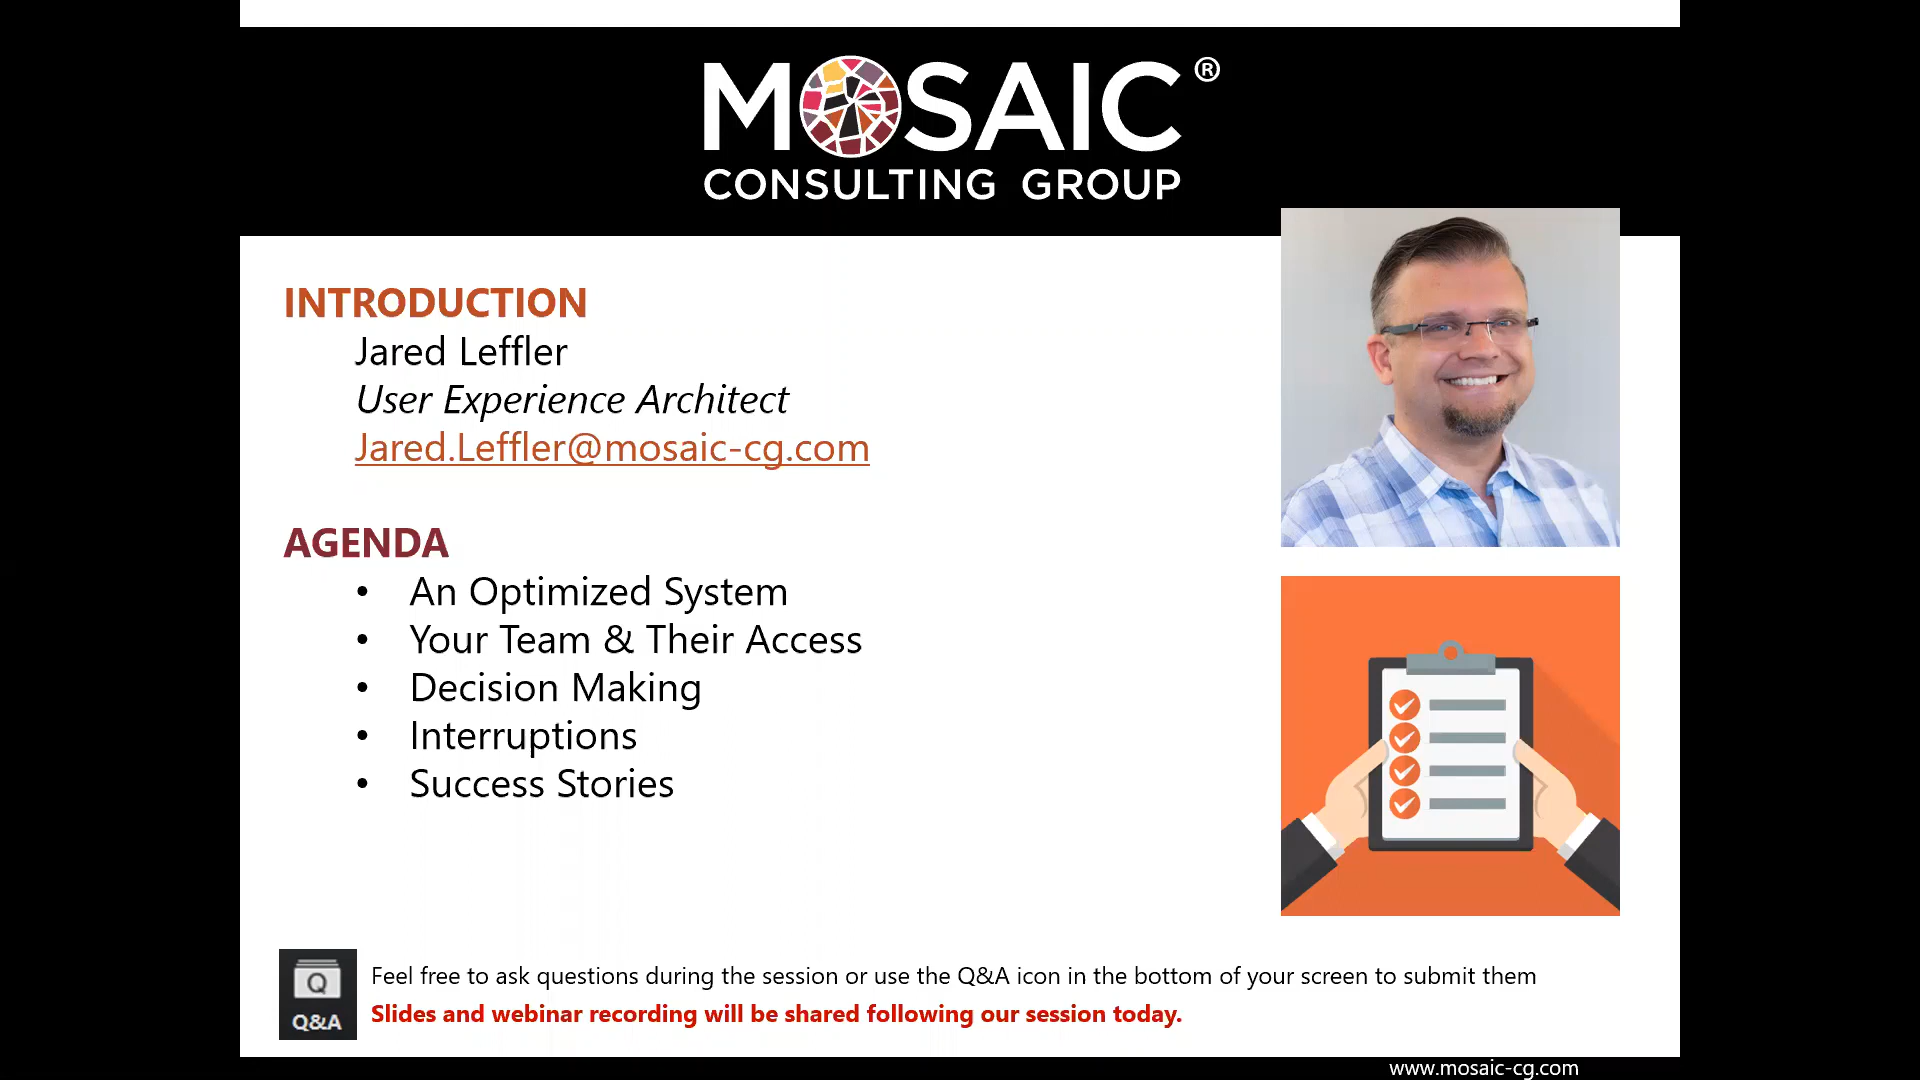 MOSAIC®
CONSULTING GROUP
INTRODUCTION
Jared Leffler
User Experience Architect
Jared.Leffler@mosaic-cg.com
AGENDA
• An Optimized System
• Your Team & Their Access
• Decision Making
• Interruptions
• Success Stories
Q
Q&A
Feel free to ask questions during the session or use the Q&A icon in the bottom of your screen to submit them
Slides and webinar recording will be shared following our session today.
www.mosaic-cg.com